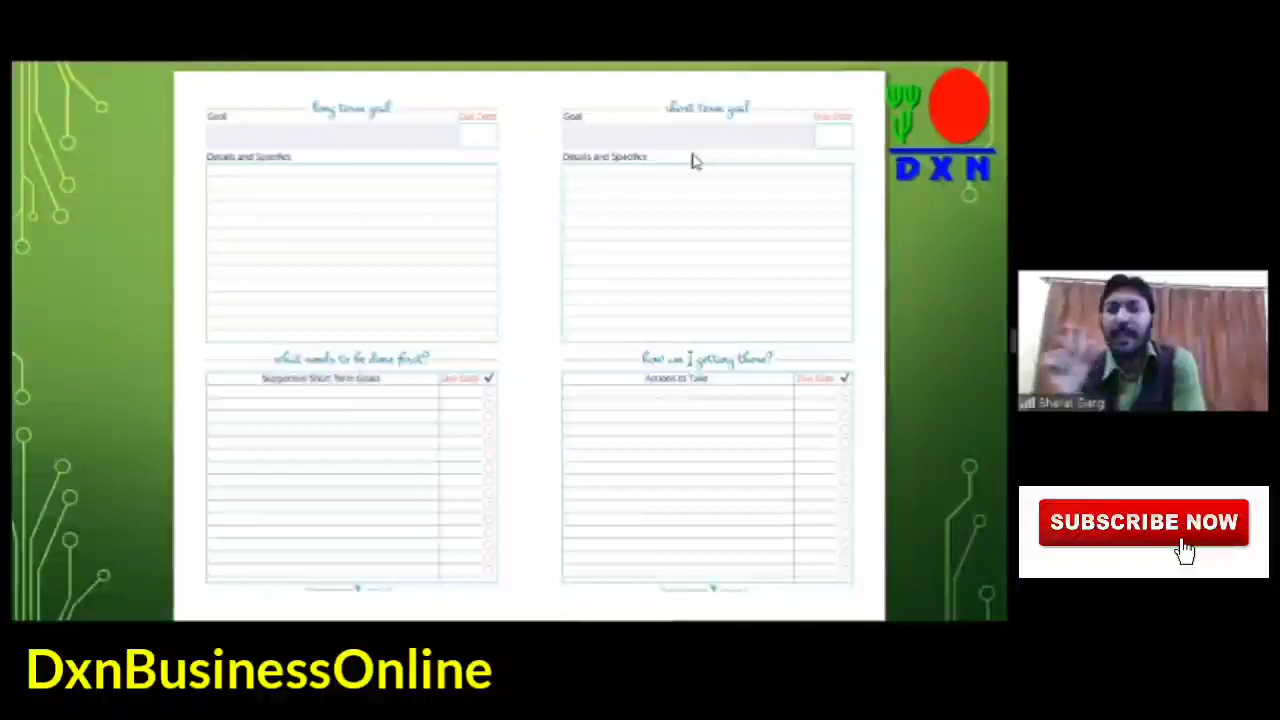 long term goal
Goal
Due Date
Details and Specifics
what needs to be done first?
Supportive Short Term Goals
Due Date
short term goal
Goal
Due Date
Details and Specifics
how am I getting there?
Actions to Take
Due Date
DXN
SUBSCRIBE NOW
DxnBusinessOnline